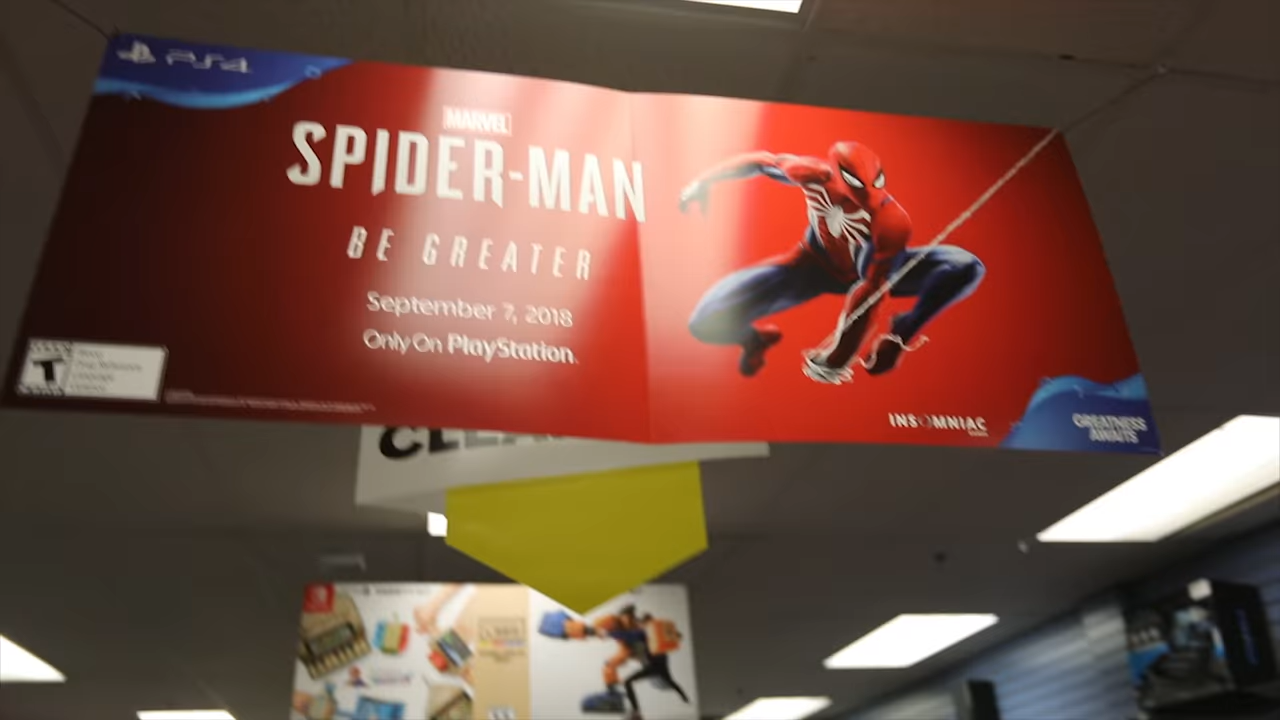 PS4
MARVEL
SPIDER-MAN
BE GREATER
September 7, 2018
Only On PlayStation.
T
INSOMNIAC
GREATNESS
AWAITS